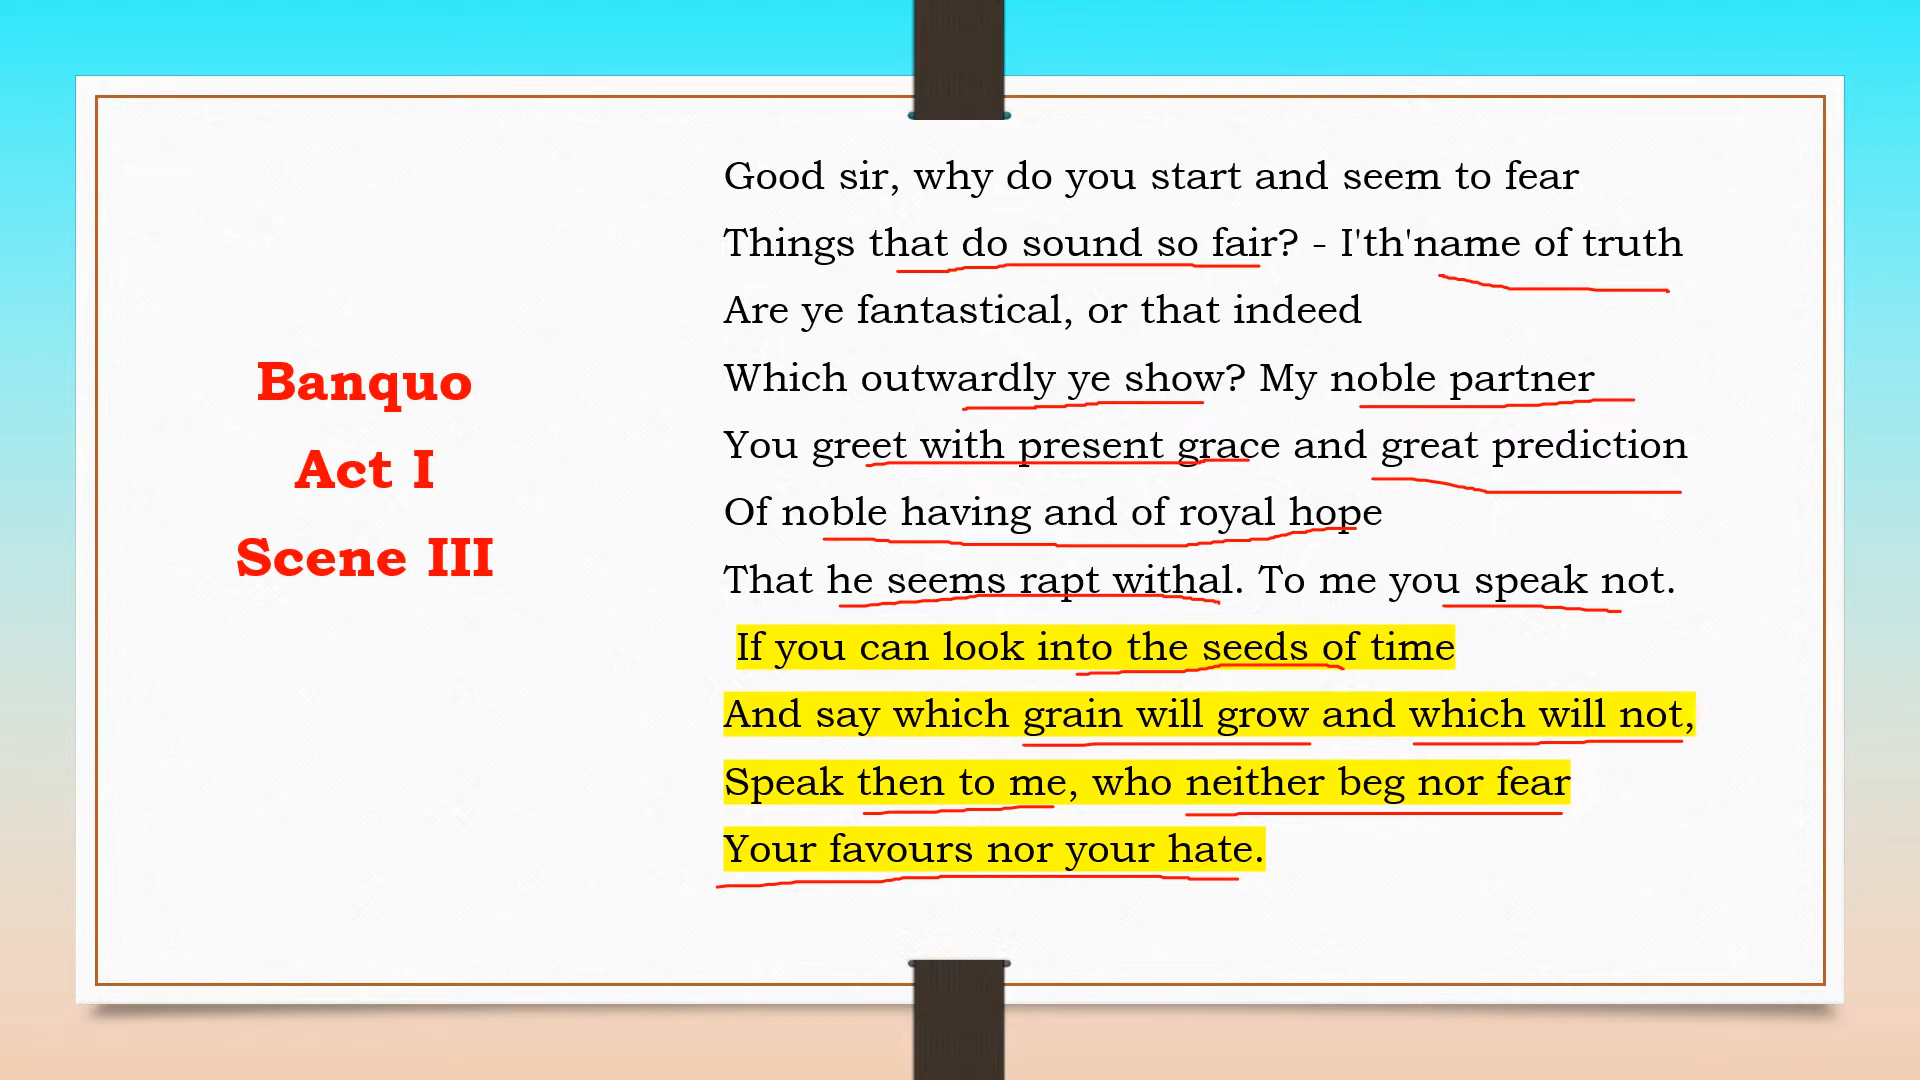 Banquo
Act I
Scene III
Good sir, why do you start and seem to fear
Things that do sound so fair? - I'th'name of truth
Are ye fantastical, or that indeed
Which outwardly ye show? My noble partner
You greet with present grace and great prediction
Of noble having and of royal hope
That he seems rapt withal. To me you speak not.
If you can look into the seeds of time
And say which grain will grow and which will not,
Speak then to me, who neither beg nor fear
Your favours nor your hate.